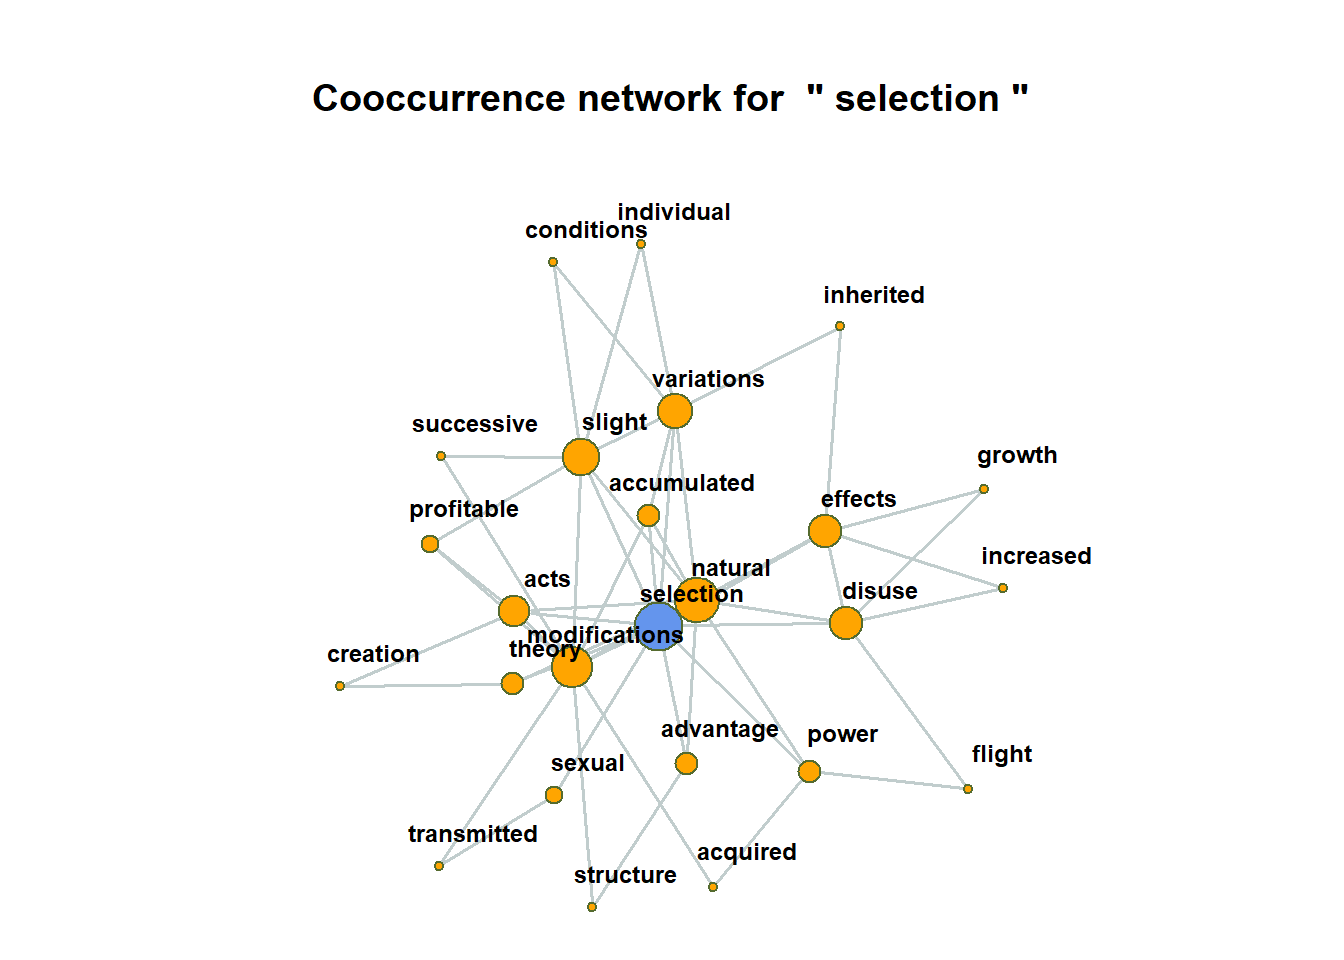 Cooccurrence network for " selection "
individual
conditions
inherited
variations
successive
slight
growth
accumulated
effects
profitable
increased
natural
acts
disuse
selection
modifications
theory
creation
advantage
power
flight
sexual
transmitted
acquired
structure